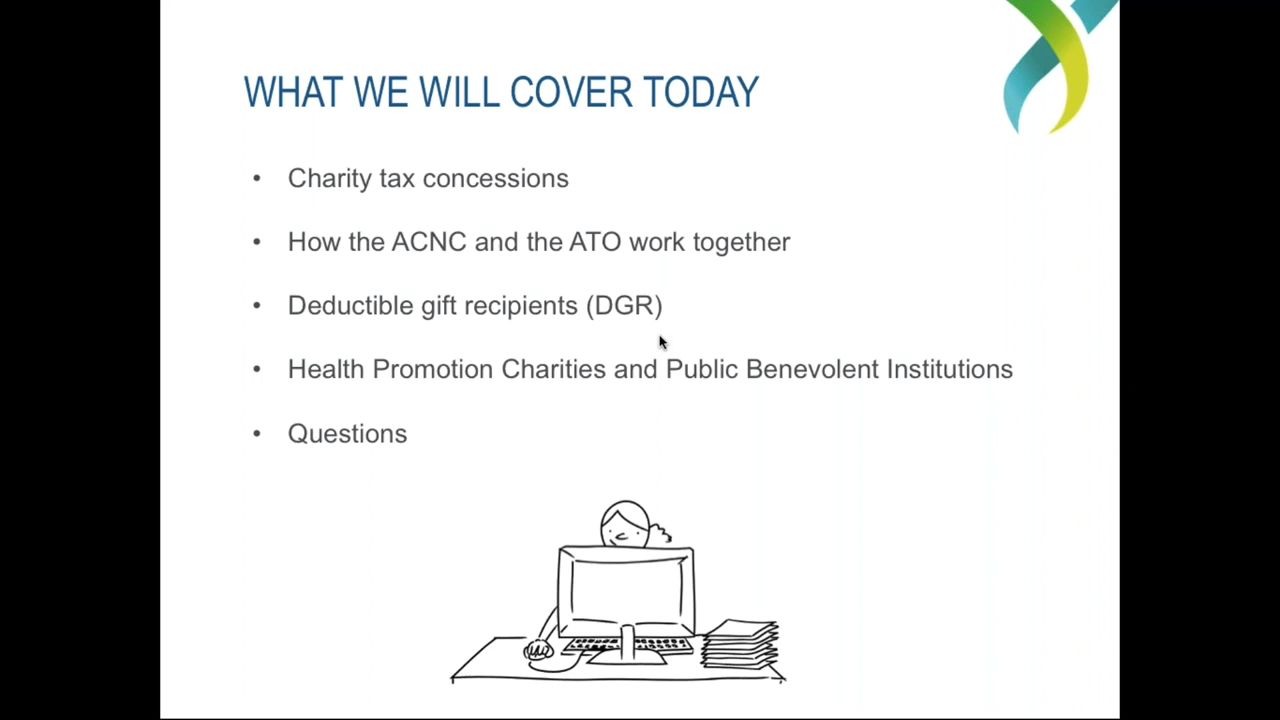 WHAT WE WILL COVER TODAY
• Charity tax concessions
• How the ACNC and the ATO work together
• Deductible gift recipients (DGR)
• Health Promotion Charities and Public Benevolent Institutions
• Questions